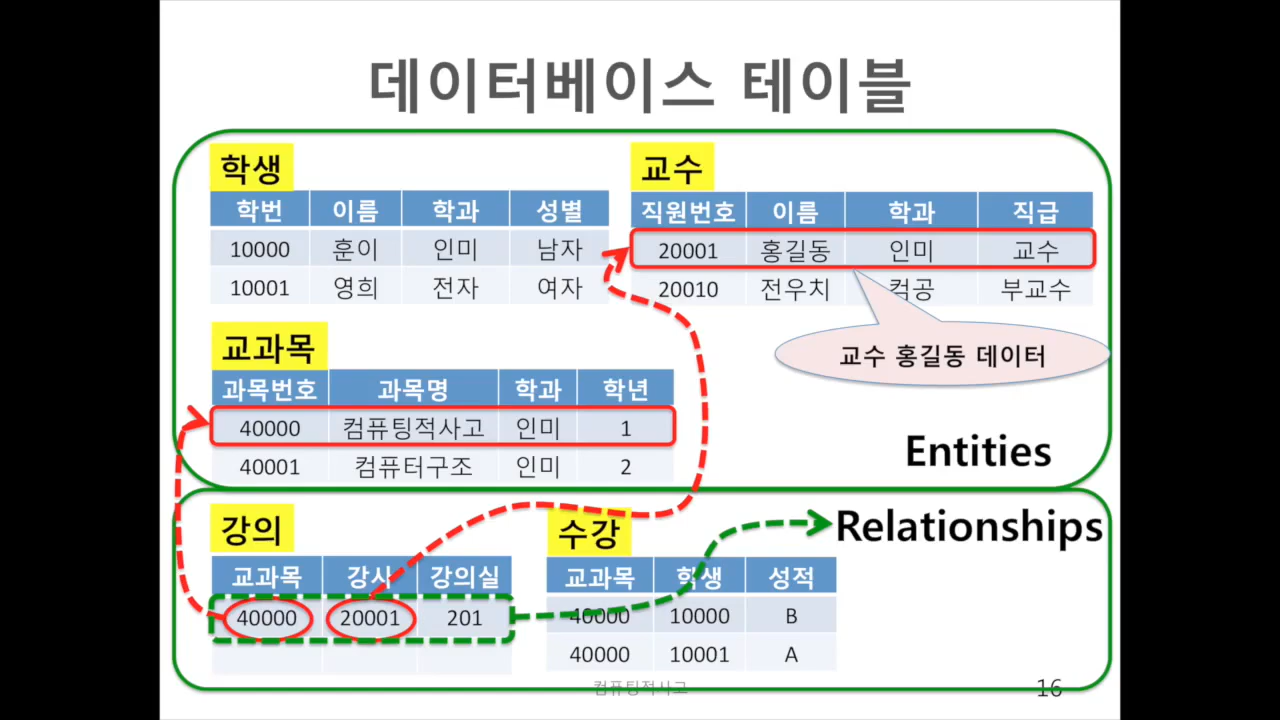 데이터베이스 테이블
학생
학번 이름 학과 성별
10000 훈이 인미 남자
10001 영희 전자 여자
교수
직원번호 이름 학과 직급
20001 홍길동 인미 교수
20010 전우치 컴공 부교수
교수 홍길동 데이터
교과목
과목번호 과목명 학과 학년
40000 컴퓨팅적사고 인미 1
40001 컴퓨터구조 인미 2
Entities
강의
교과목 강사 강의실
40000 20001 201
수강
교과목 학생 성적
40000 10000 B
40000 10001 A
Relationships
컴퓨팅적사고
16